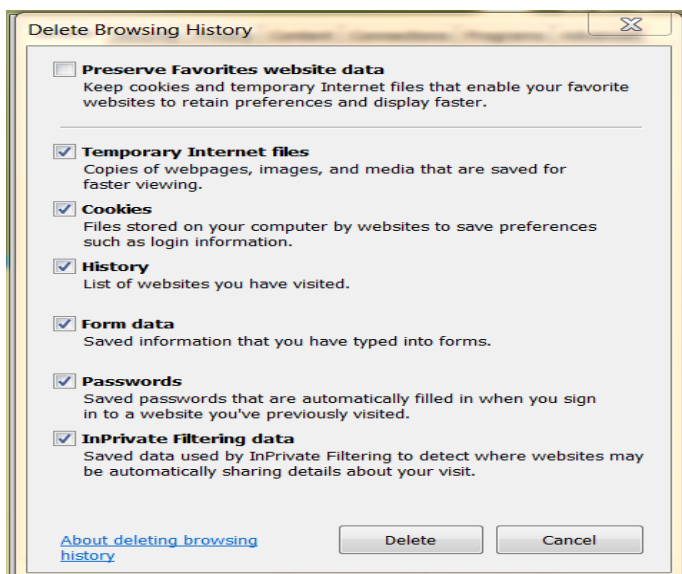 Delete Browsing History
Preserve Favorites website data
Keep cookies and temporary Internet files that enable your favorite
websites to retain preferences and display faster.
Temporary Internet files
Copies of webpages, images, and media that are saved for
faster viewing.
Cookies
Files stored on your computer by websites to save preferences
such as login information.
History
List of websites you have visited.
Form data
Saved information that you have typed into forms.
Passwords
Saved passwords that are automatically filled in when you sign
in to a website you've previously visited.
InPrivate Filtering data
Saved data used by InPrivate Filtering to detect where websites may
be automatically sharing details about your visit.
About deleting browsing
history
Delete
Cancel